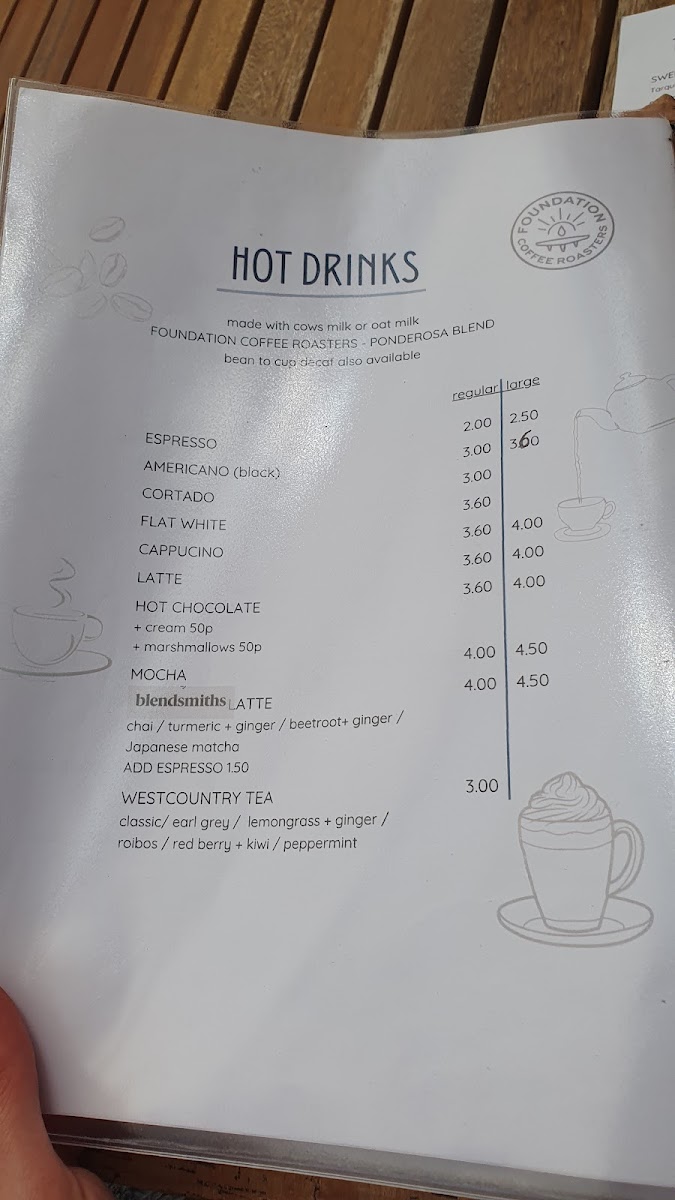 SWE
Tarqu
FOUNDATION
COFFEE ROASTERS
HOT DRINKS
made with cows milk or oat milk
FOUNDATION COFFEE ROASTERS - PONDEROSA BLEND
bean to cup decaf also available
regular large
ESPRESSO 2.00 2.50
AMERICANO (black) 3.00 3.60
CORTADO 3.00
FLAT WHITE 3.60
CAPPUCINO 3.60 4.00
LATTE 3.60 4.00
HOT CHOCOLATE 3.60 4.00
+ cream 50p
+ marshmallows 50p
MOCHA 4.00 4.50
blendsmiths LATTE 4.00 4.50
chai / turmeric + ginger / beetroot+ ginger /
Japanese matcha
ADD ESPRESSO 1.50
WESTCOUNTRY TEA 3.00
classic/ earl grey / lemongrass + ginger /
roibos / red berry + kiwi / peppermint